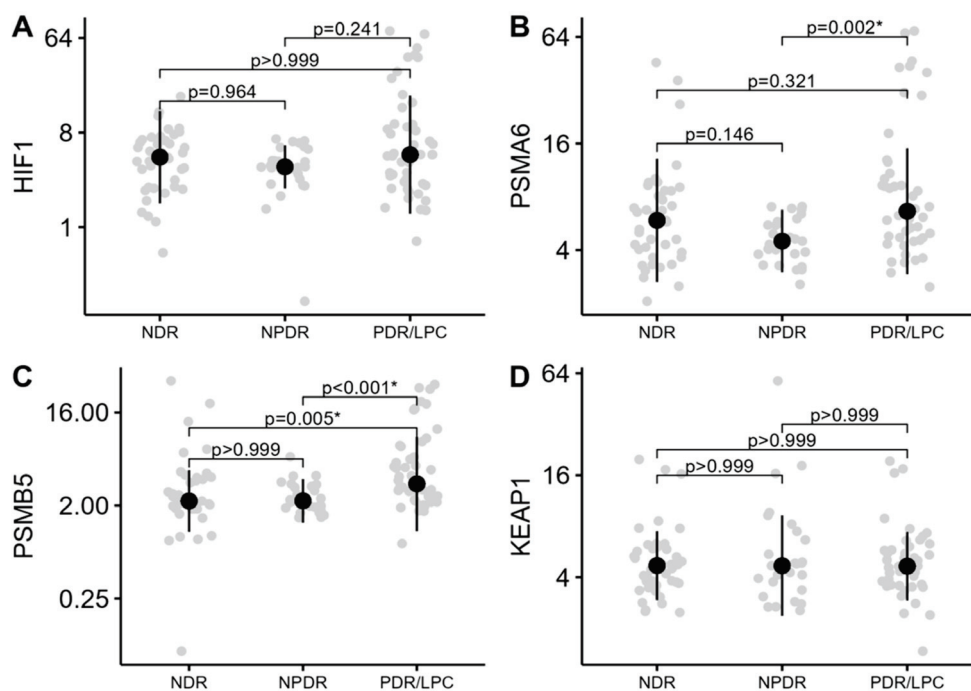 A
HIF1
64
8
1
p=0.241
p>0.999
p=0.964
NDR
NPDR
PDR/LPC
B
PSMA6
64
16
4
p=0.002*
p=0.321
p=0.146
NDR
NPDR
PDR/LPC
C
PSMB5
16.00
2.00
0.25
p<0.001*
p=0.005*
p>0.999
NDR
NPDR
PDR/LPC
D
KEAP1
64
16
4
p>0.999
p>0.999
p>0.999
NDR
NPDR
PDR/LPC